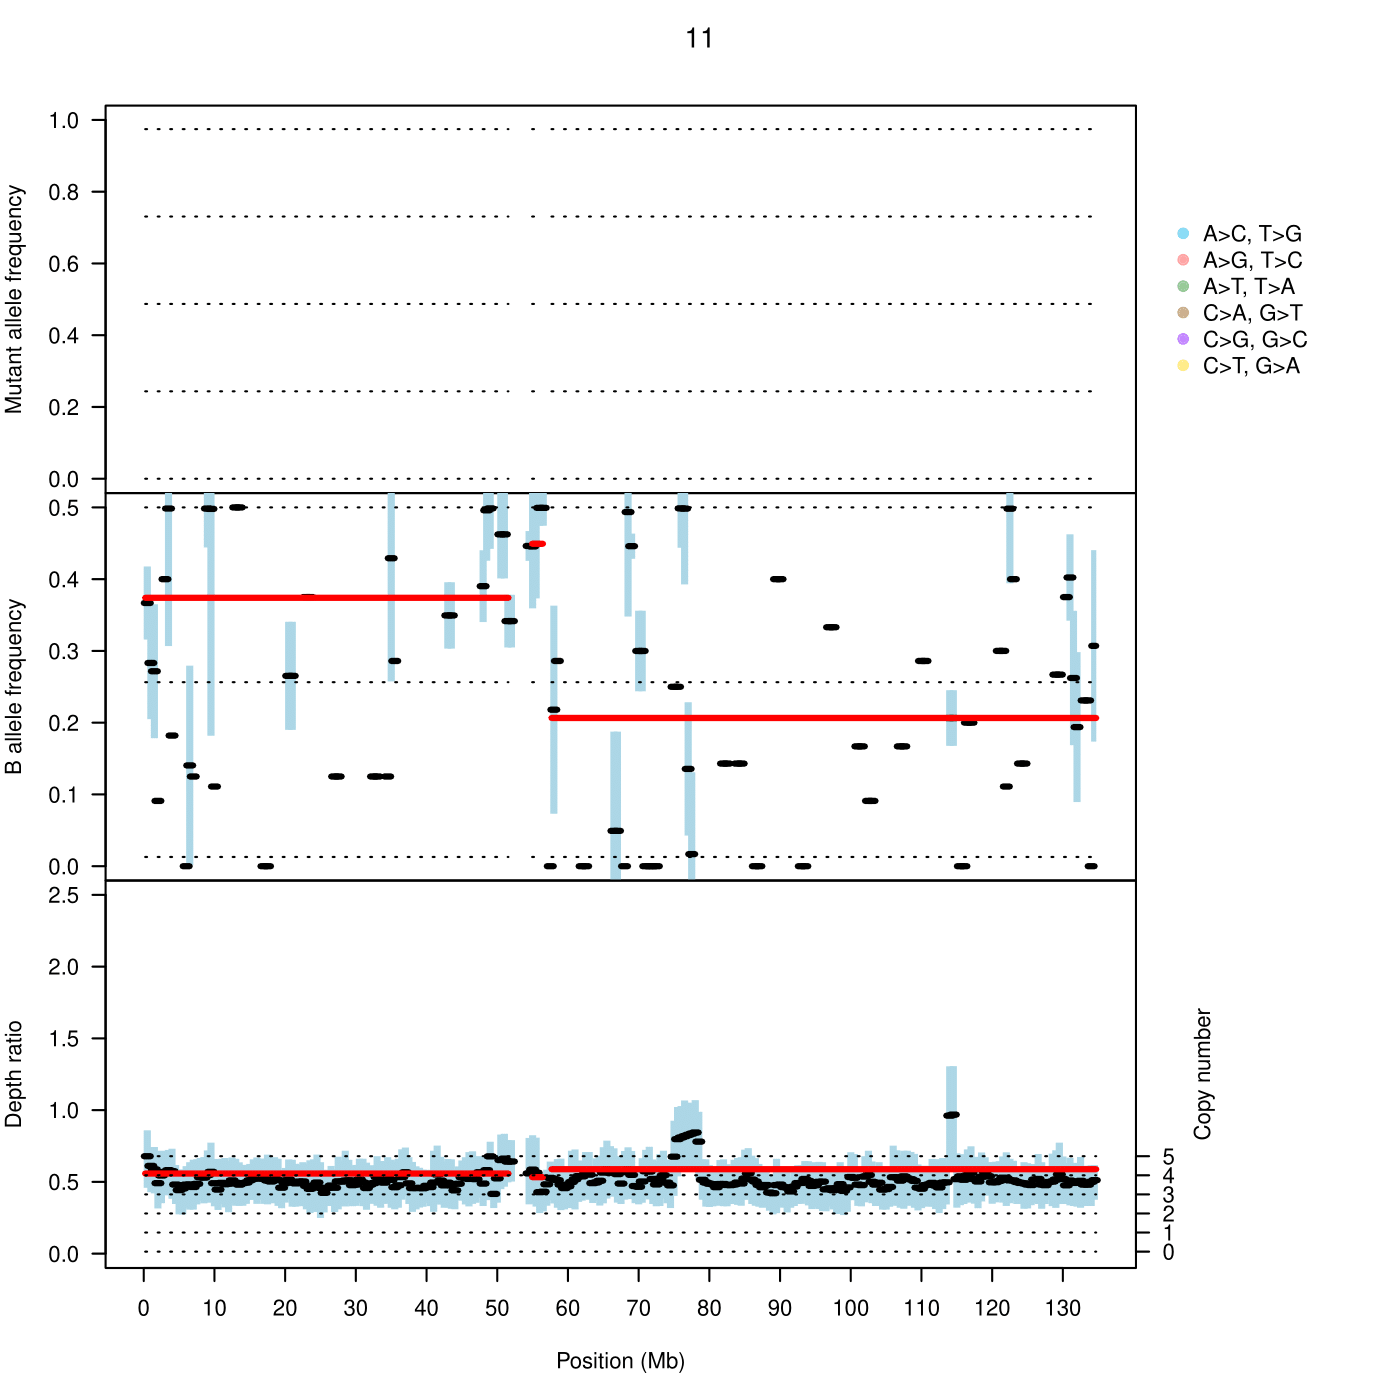 11
Mutant allele frequency
1.0
0.8
0.6
0.4
0.2
0.0
A>C, T>G
A>G, T>C
A>T, T>A
C>A, G>T
C>G, G>C
C>T, G>A
B allele frequency
0.5
0.4
0.3
0.2
0.1
0.0
Depth ratio
2.5
2.0
1.5
1.0
0.5
0.0
Copy number
5
4
3
2
1
0
0 10 20 30 40 50 60 70 80 90 100 110 120 130
Position (Mb)